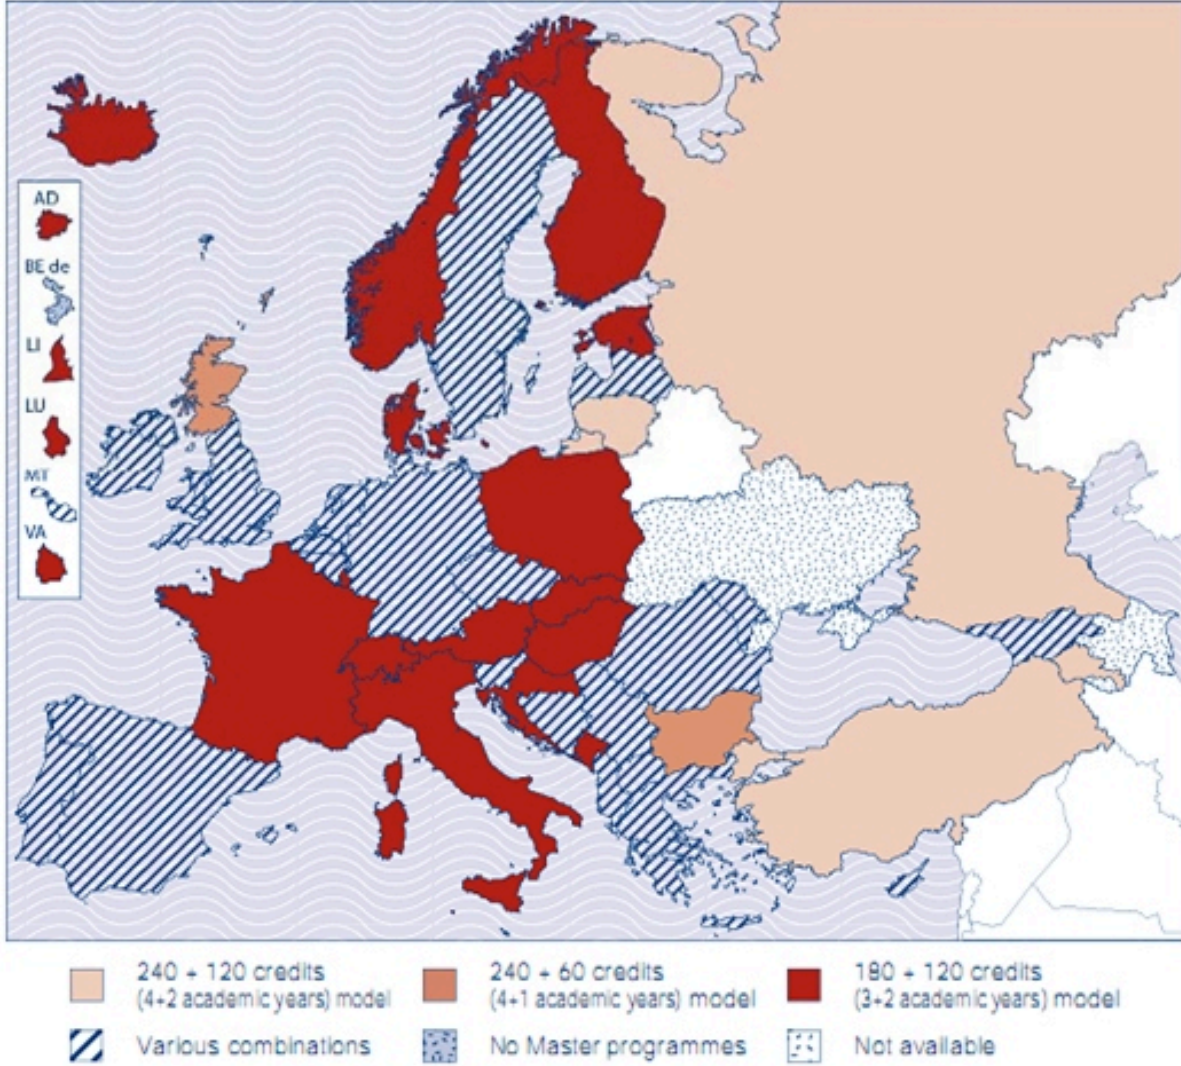 AD
BE de
LI
LU
MT
VA
240 + 120 credits
(4+2 academic years) model
240 + 60 credits
(4+1 academic years) model
180 + 120 credits
(3+2 academic years) model
Various combinations
No Master programmes
Not available